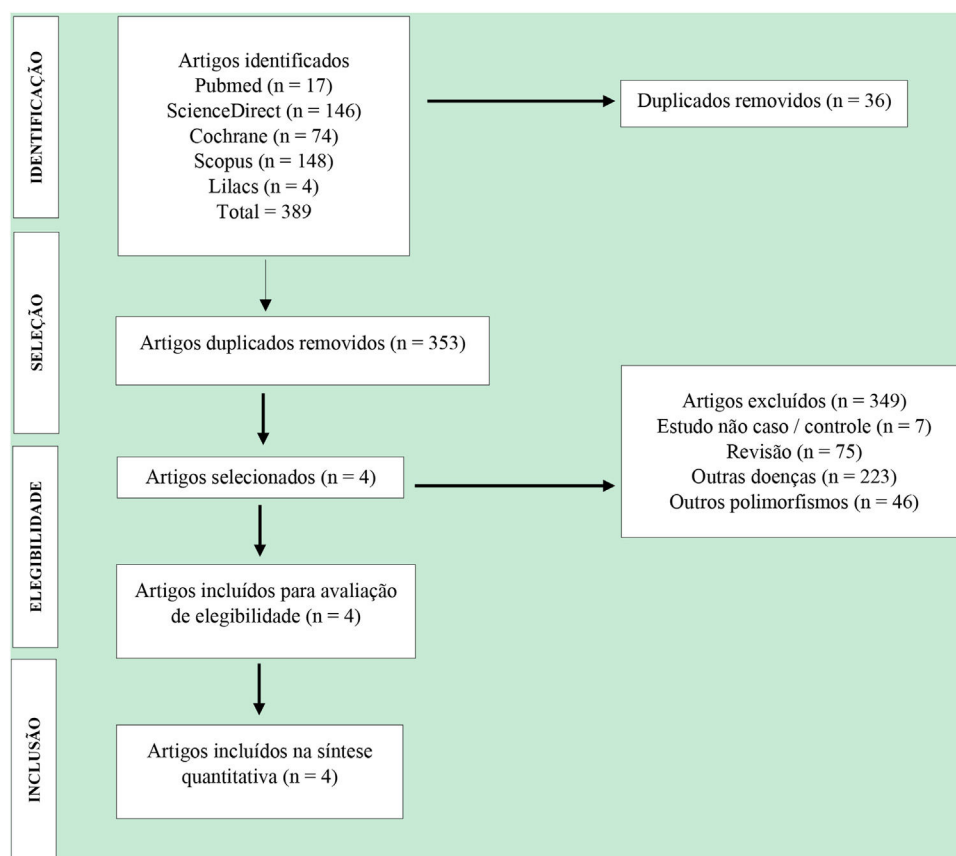 IDENTIFICAÇÃO
Artigos identificados
Pubmed (n = 17)
ScienceDirect (n = 146)
Cochrane (n = 74)
Scopus (n = 148)
Lilacs (n = 4)
Total = 389
Duplicados removidos (n = 36)
SELEÇÃO
Artigos duplicados removidos (n = 353)
Artigos excluídos (n = 349)
Estudo não caso / controle (n = 7)
Revisão (n = 75)
Outras doenças (n = 223)
Outros polimorfismos (n = 46)
ELEGIBILIDADE
Artigos selecionados (n = 4)
Artigos incluídos para avaliação
de elegibilidade (n = 4)
INCLUSÃO
Artigos incluídos na síntese
quantitativa (n = 4)